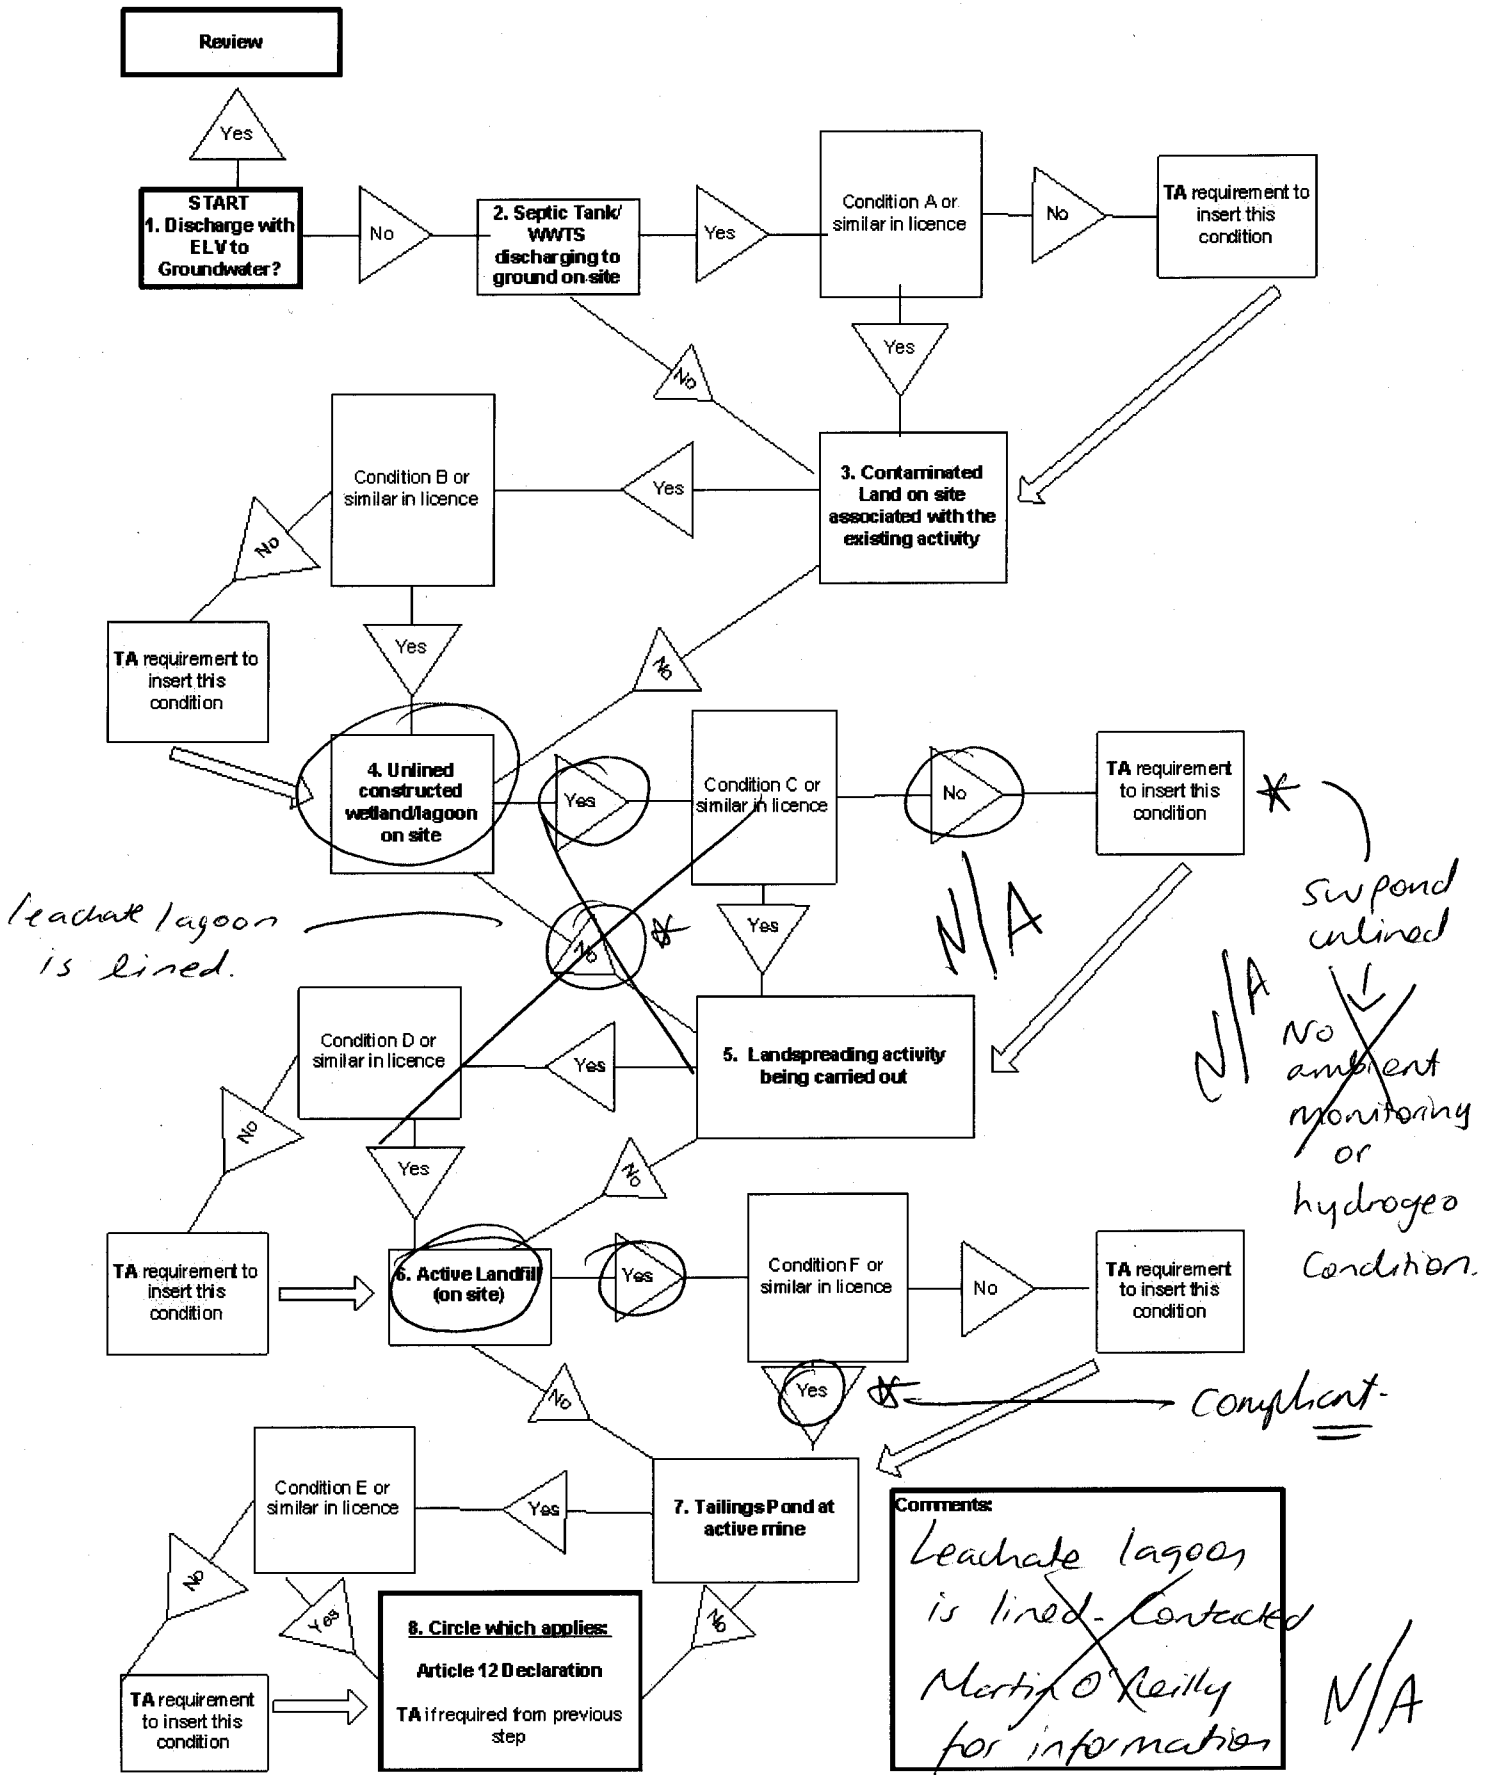 Review
Yes
START
1. Discharge with
ELV to
Groundwater?
No
2. Septic Tank/
WWTS
discharging to
ground on-site
Yes
Condition A or
similar in licence
No
TA requirement to
insert this
condition
Yes
No
3. Contaminated
Land on site
associated with the
existing activity
Yes
Condition B or
similar in licence
No
TA requirement to
insert this
condition
Yes
No
4. Unlined
constructed
wetland/lagoon
on site
Yes
Condition C or
similar in licence
No
TA requirement
to insert this
condition
sw pond
unlined
No
ambient
monitoring
or
hydrogeo
Condition.
N/A
N/A
leachate lagoon
is lined.
No
Yes
5. Landspreading activity
being carried out
Yes
Condition D or
similar in licence
No
TA requirement to
insert this
condition
Yes
No
6. Active Landfill
(on site)
Yes
Condition F or
similar in licence
No
TA requirement
to insert this
condition
Yes
Compliant-
No
7. Tailings Pond at
active mine
Yes
Condition E or
similar in licence
No
TA requirement
to insert this
condition
Yes
No
8. Circle which applies:
Article 12 Declaration
TA if required from previous
step
Comments:
Leachate lagoon
is lined- Contacted
Martin O'Reilly
for information
N/A